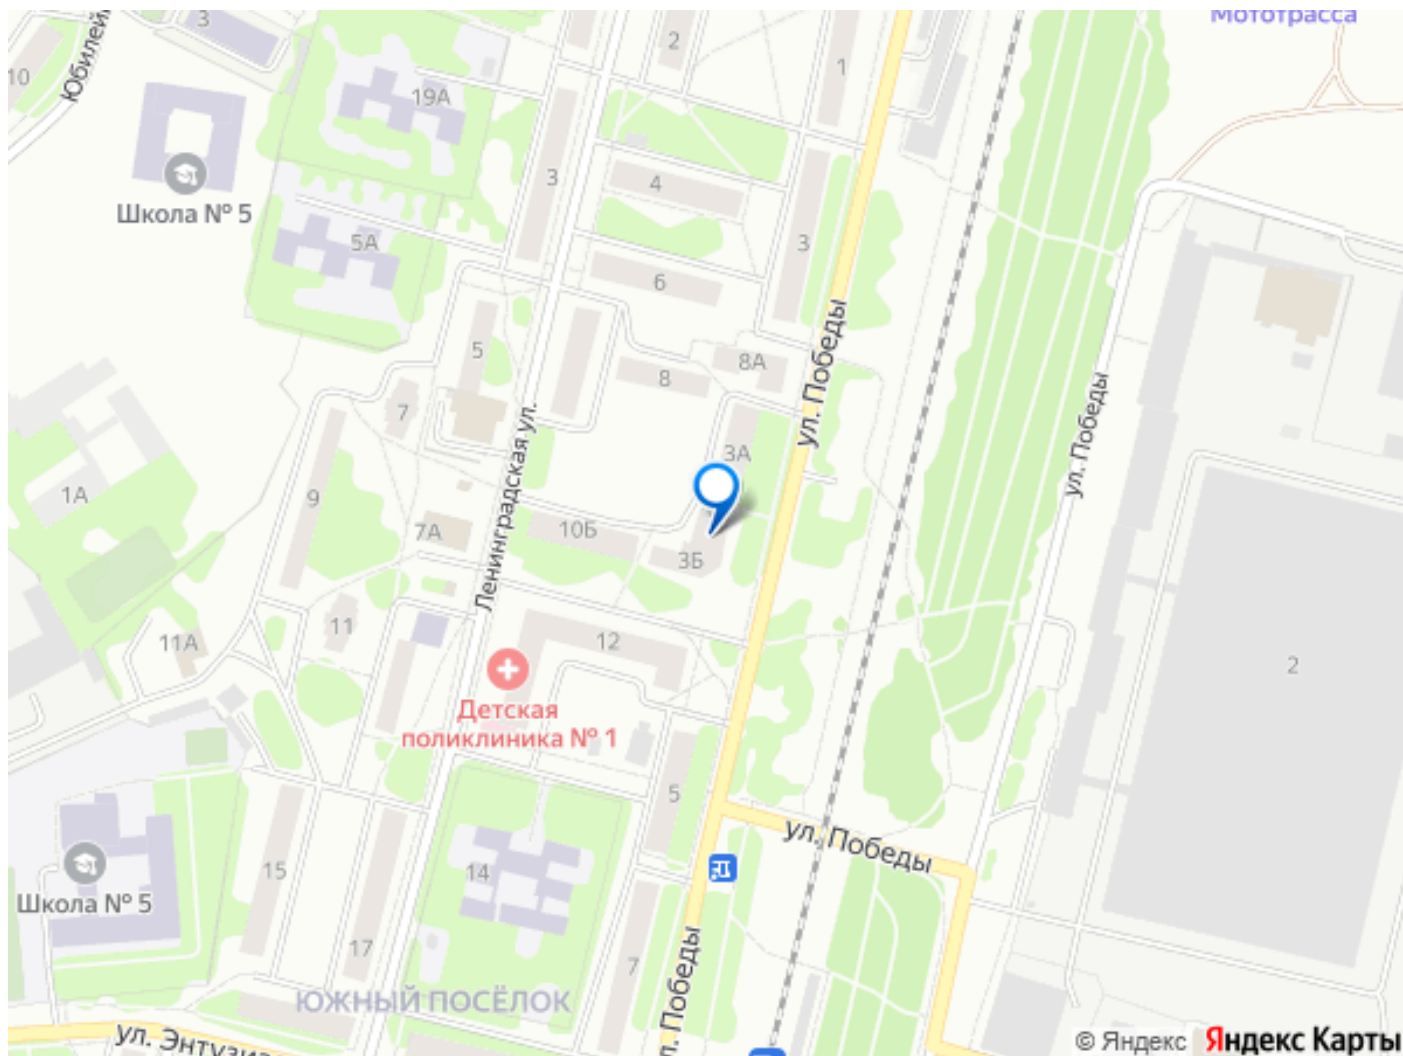 Мототрасса
3
2
1
10
Юбилей
19А
3
4
Школа № 5
5А
3
6
ул. Победы
5
8А
8
7
ул. Победы
Ленинградская ул.
3А
1А
9
7А
10Б
3Б
11
11А
12
2
Детская
поликлиника № 1
5
ул. Победы
15
14
Школа № 5
17
7
ул. Победы
ЮЖНЫЙ ПОСЁЛОК
ул. Энтузиа
© Яндекс Яндекс Карты